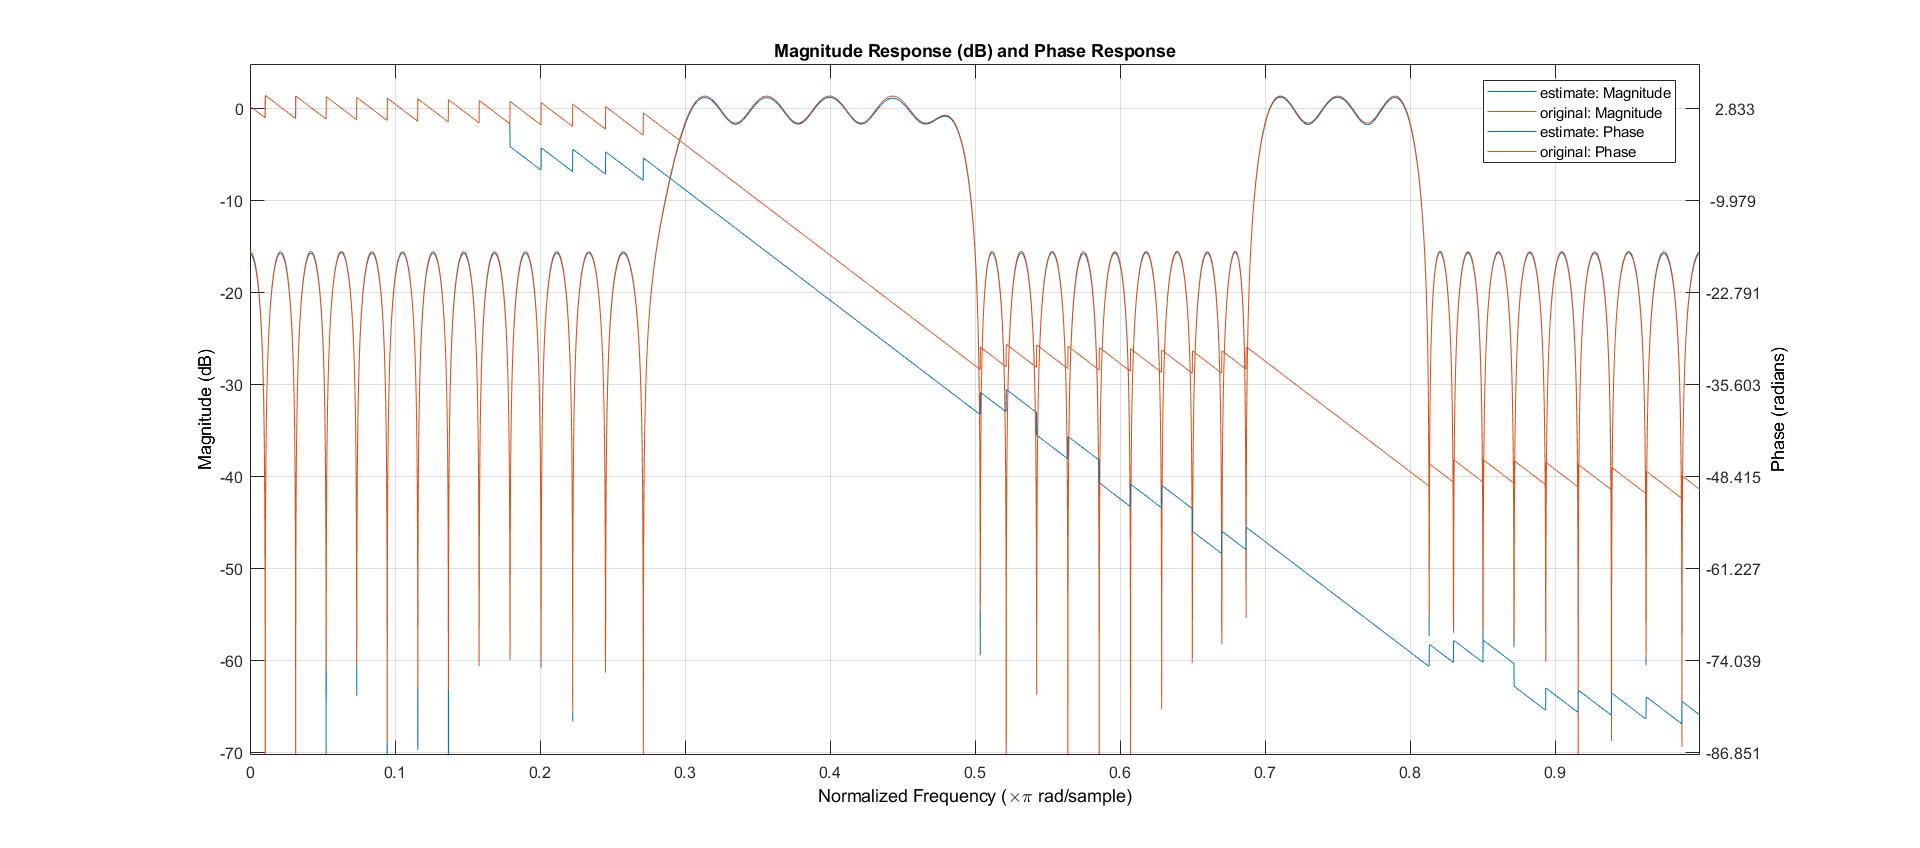 Magnitude Response (dB) and Phase Response
estimate: Magnitude
original: Magnitude
estimate: Phase
original: Phase
Magnitude (dB)
0
-10
-20
-30
-40
-50
-60
-70
2.833
-9.979
-22.791
-35.603
-48.415
-61.227
-74.039
-86.851
Phase (radians)
0 0.1 0.2 0.3 0.4 0.5 0.6 0.7 0.8 0.9
Normalized Frequency (×π rad/sample)